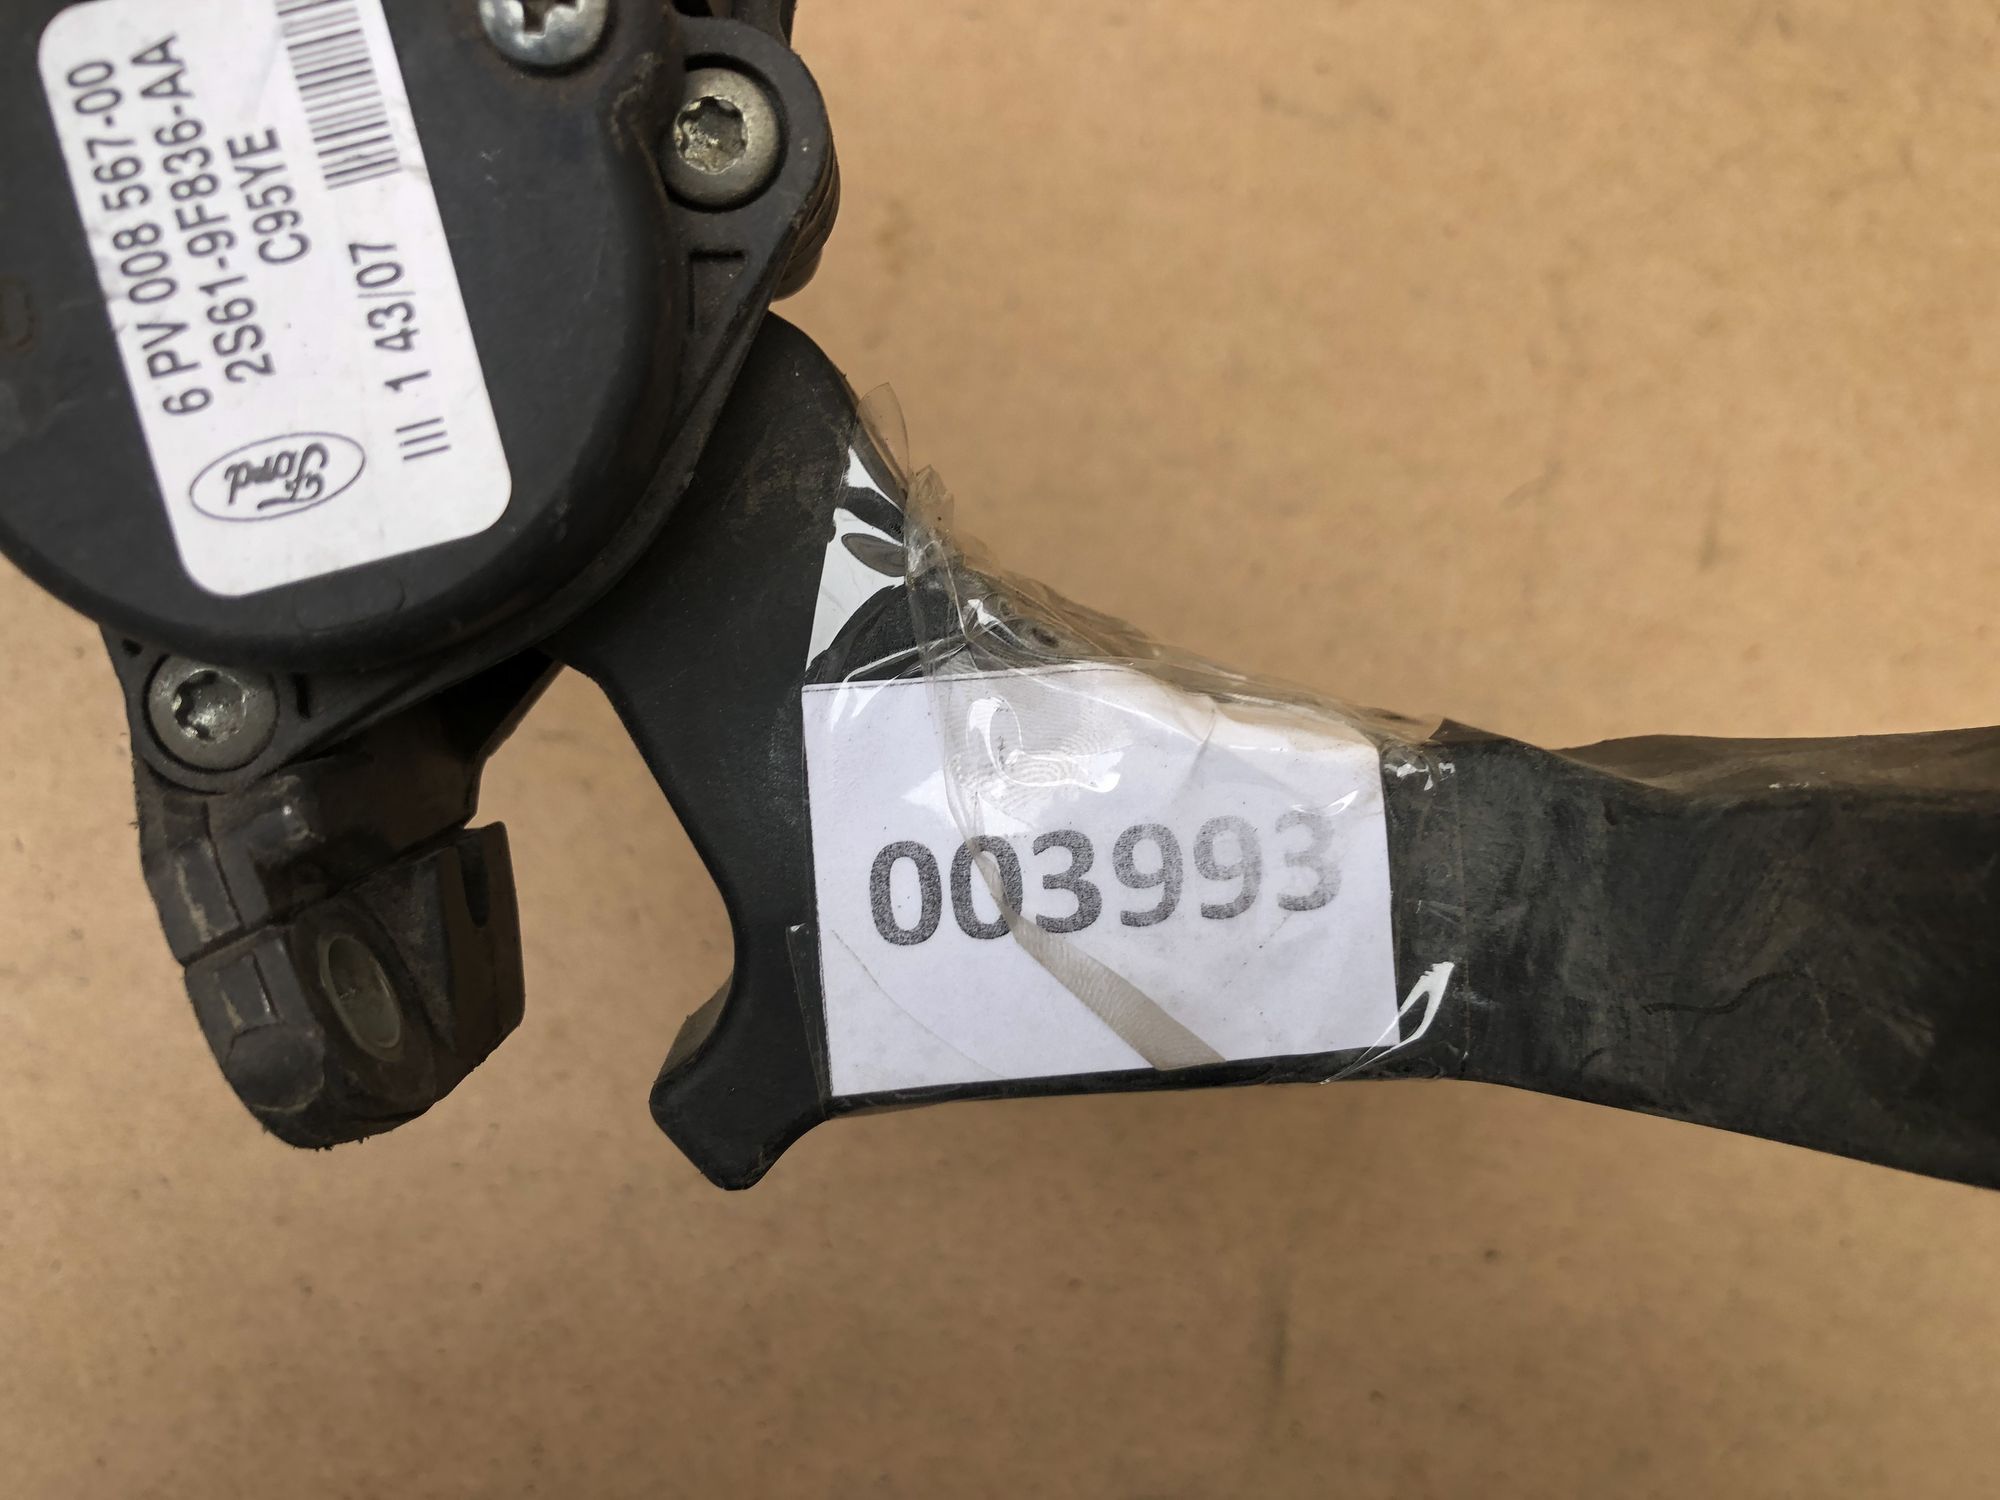 6 PV 008 567-00
2S61-9F836-AA
C95YE
Ford
III 1 43/07
003993